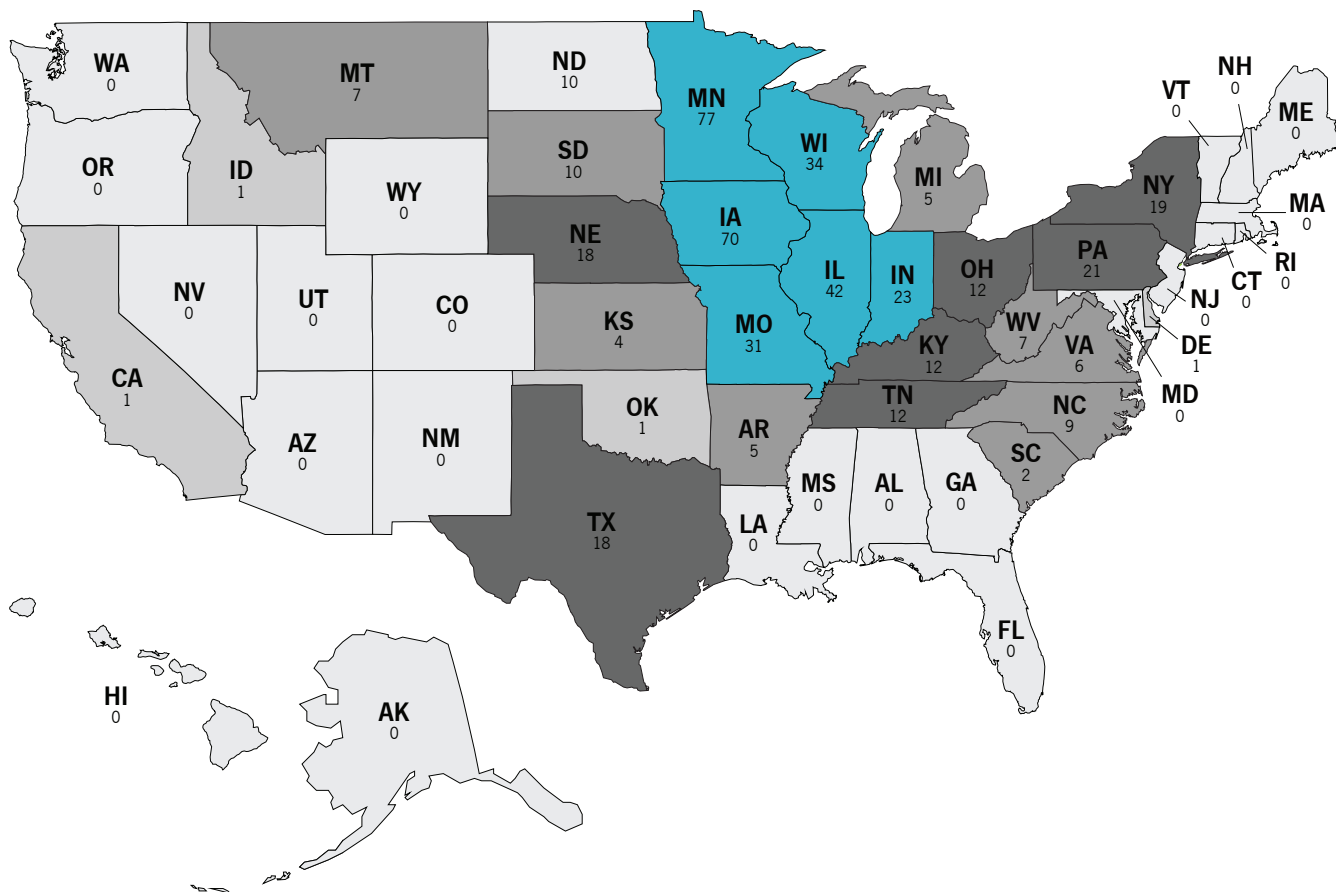 WA
0
OR
0
ID
1
MT
7
WY
0
ND
10
SD
10
NE
18
MN
77
WI
34
IA
70
IL
42
IN
23
MO
31
MI
5
OH
12
KY
12
TN
12
WV
7
VA
6
NC
9
SC
2
NY
19
PA
21
VT
0
NH
0
ME
0
MA
0
RI
0
CT
0
NJ
0
DE
1
MD
0
NV
0
UT
0
CO
0
KS
4
CA
1
AZ
0
NM
0
OK
1
AR
5
TX
18
LA
0
MS
0
AL
0
GA
0
FL
0
HI
0
AK
0